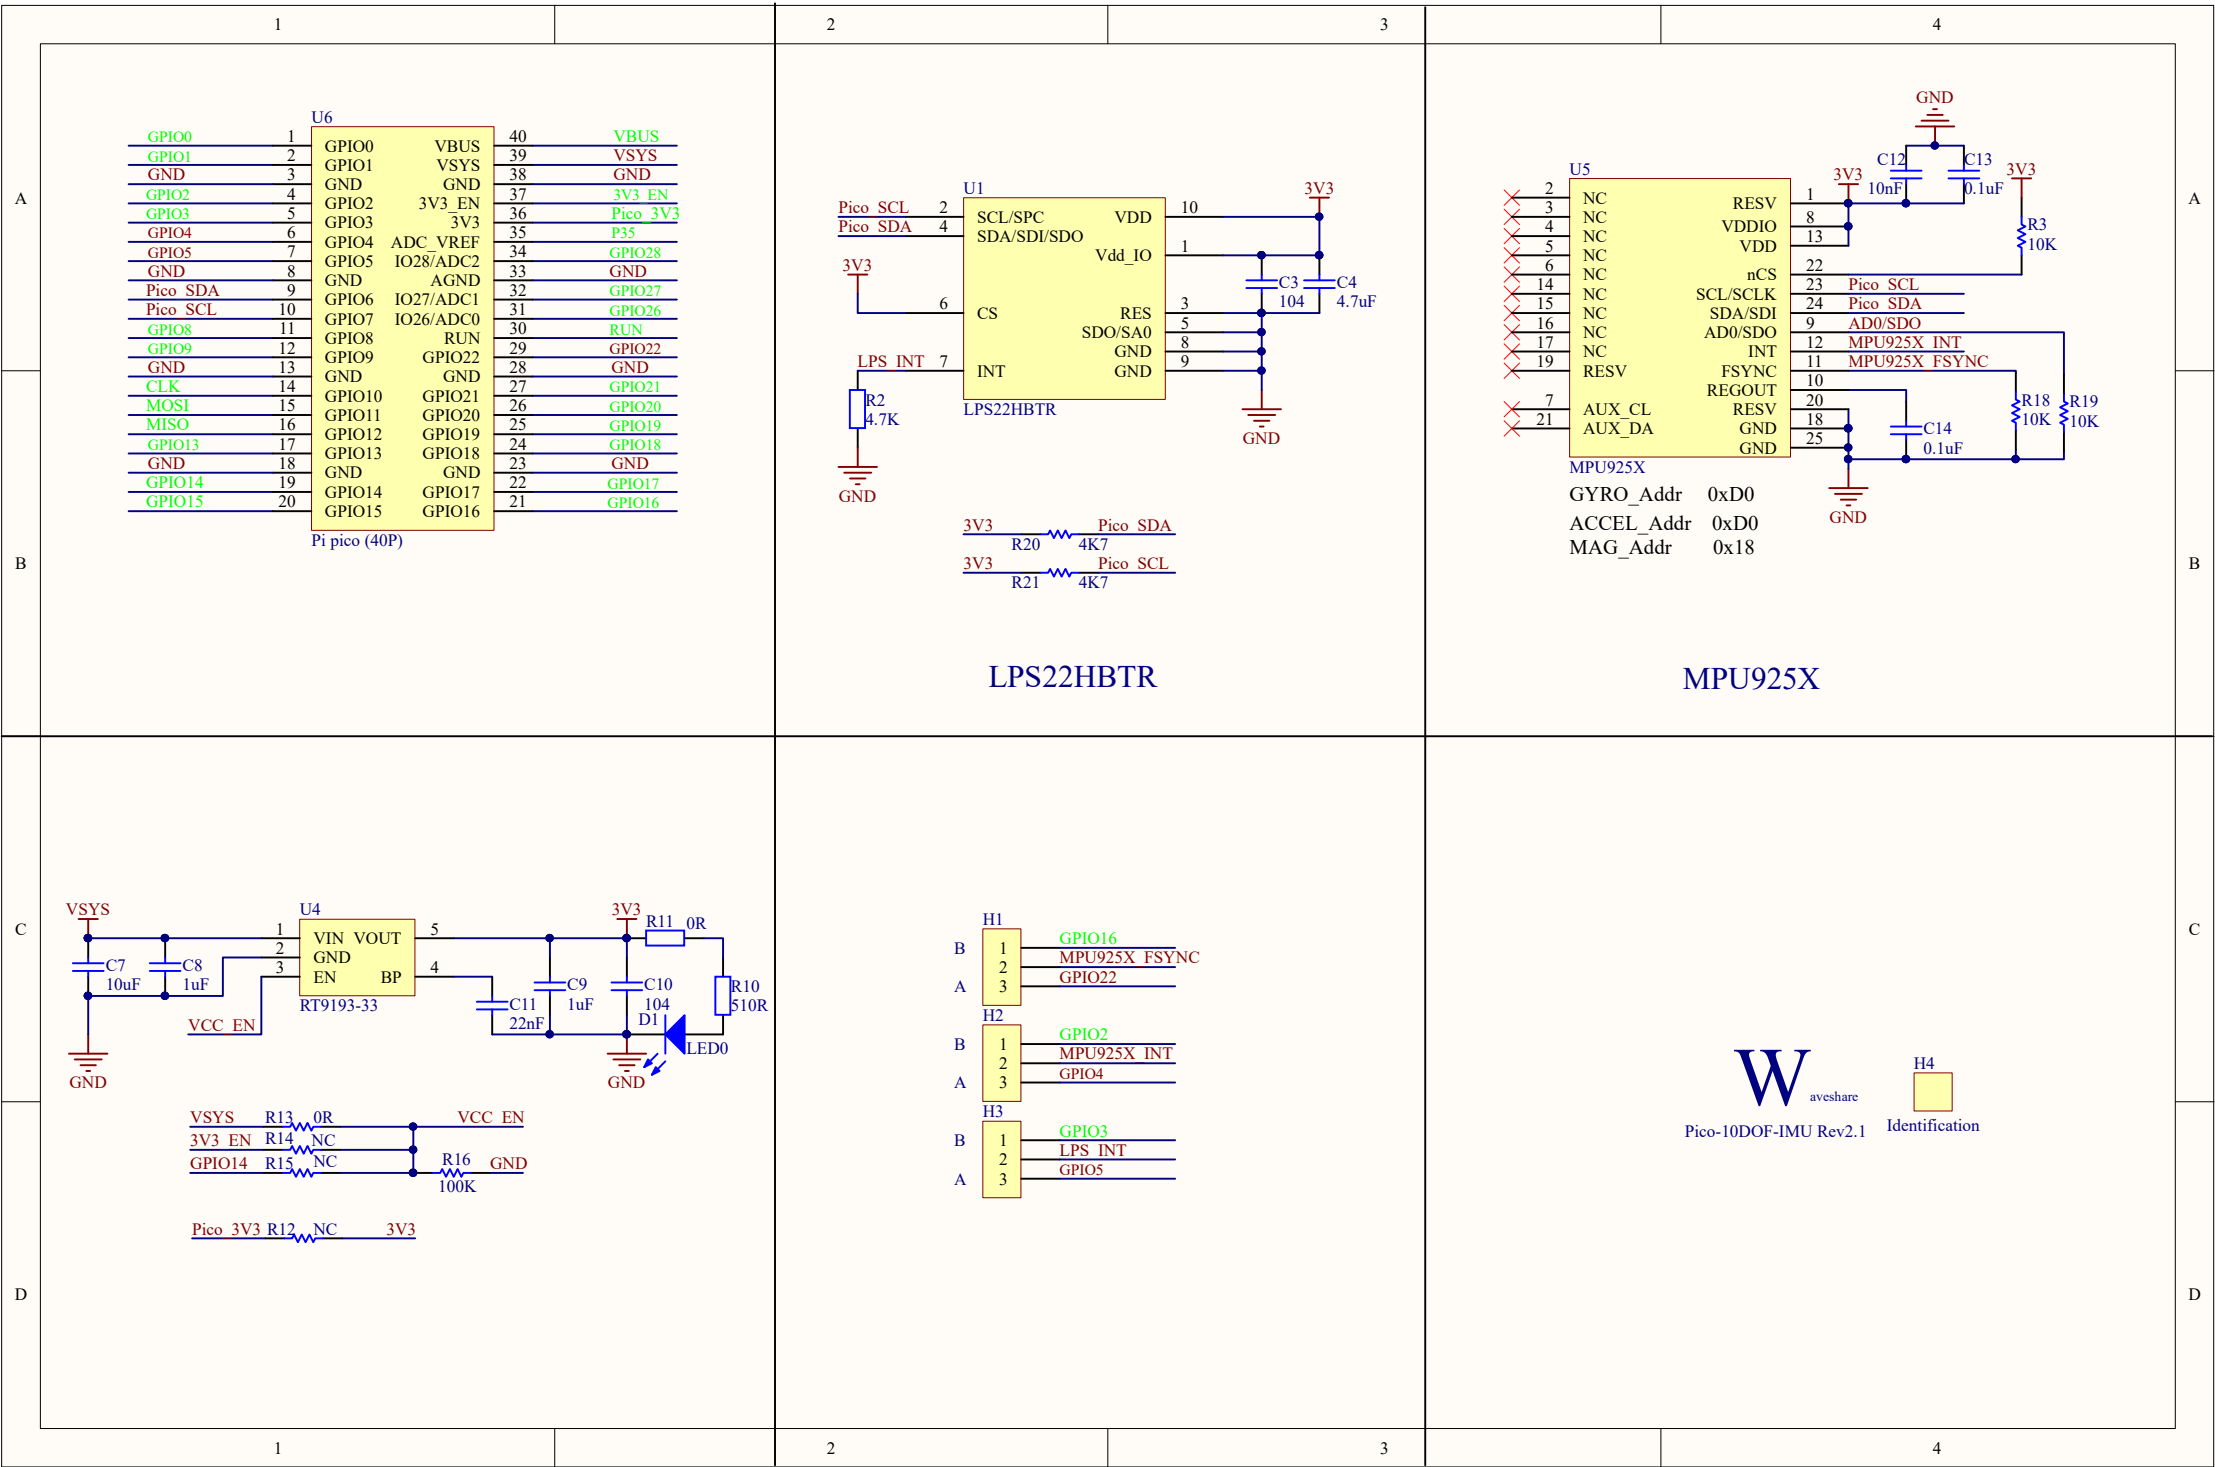 1 2 3 4
A
B
C
D
U6
GPIO0 1 GPIO0 VBUS 40 VBUS
GPIO1 2 GPIO1 VSYS 39 VSYS
GND 3 GND GND 38 GND
GPIO2 4 GPIO2 3V3_EN 37 3V3_EN
GPIO3 5 GPIO3 3V3 36 Pico_3V3
GPIO4 6 GPIO4 ADC_VREF 35 P35
GPIO5 7 GPIO5 IO28/ADC2 34 GPIO28
GND 8 GND AGND 33 GND
Pico_SDA 9 GPIO6 IO27/ADC1 32 GPIO27
Pico_SCL 10 GPIO7 IO26/ADC0 31 GPIO26
GPIO8 11 GPIO8 RUN 30 RUN
GPIO9 12 GPIO9 GPIO22 29 GPIO22
GND 13 GND GND 28 GND
CLK 14 GPIO10 GPIO21 27 GPIO21
MOSI 15 GPIO11 GPIO20 26 GPIO20
MISO 16 GPIO12 GPIO19 25 GPIO19
GPIO13 17 GPIO13 GPIO18 24 GPIO18
GND 18 GND GND 23 GND
GPIO14 19 GPIO14 GPIO17 22 GPIO17
GPIO15 20 GPIO15 GPIO16 21 GPIO16
Pi pico (40P)
U1
3V3
Pico_SCL 2 SCL/SPC VDD 10
Pico_SDA 4 SDA/SDI/SDO
Vdd_IO 1
3V3
C3 C4
104 4.7uF
6 CS RES 3
SDO/SA0 5
GND 8
LPS_INT 7 INT GND 9
R2
4.7K
LPS22HBTR
GND
GND
3V3 Pico_SDA
R20 4K7
3V3 Pico_SCL
R21 4K7
LPS22HBTR
GND
C12 C13
10nF 0.1uF
3V3 3V3
R3
10K
U5
2 NC RESV 1
3 NC VDDIO 8
4 NC VDD 13
5 NC
6 NC nCS 22
14 NC SCL/SCLK 23 Pico_SCL
15 NC SDA/SDI 24 Pico_SDA
16 NC AD0/SDO 9 AD0/SDO
17 NC INT 12 MPU925X_INT
19 RESV FSYNC 11 MPU925X_FSYNC
REGOUT 10
7 AUX_CL RESV 20
21 AUX_DA GND 18
GND 25
R18 R19
10K 10K
C14
0.1uF
GND
MPU925X
GYRO_Addr 0xD0
ACCEL_Addr 0xD0
MAG_Addr 0x18
MPU925X
VSYS
U4
3V3
R11 0R
1 VIN VOUT 5
2 GND
3 EN BP 4
C7
10uF
C8
1uF
RT9193-33
C11
22nF
C9
1uF
C10
104
R10
510R
D1
LED0
VCC_EN
GND
GND
VSYS R13 0R VCC_EN
3V3_EN R14 NC
GPIO14 R15 NC R16 GND
100K
Pico_3V3 R12 NC 3V3
H1
B 1 GPIO16
2 MPU925X_FSYNC
A 3 GPIO22
H2
B 1 GPIO2
2 MPU925X_INT
A 3 GPIO4
H3
B 1 GPIO3
2 LPS_INT
A 3 GPIO5
Waveshare
Pico-10DOF-IMU Rev2.1
H4
Identification
A
B
C
D
1 2 3 4